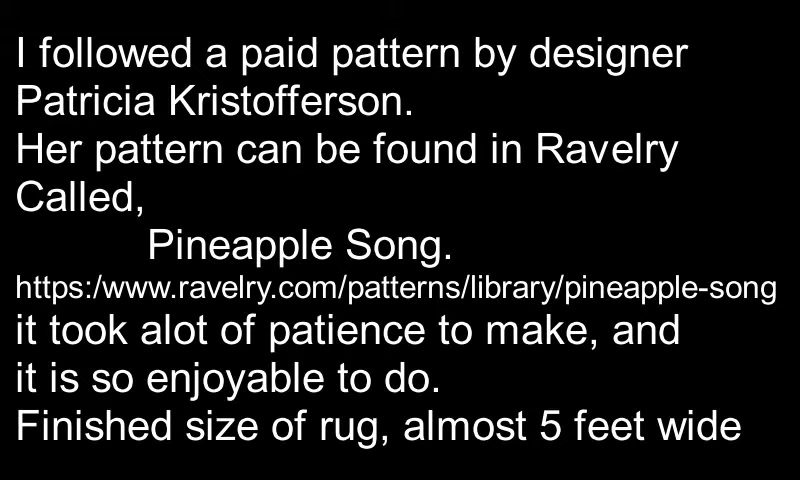 I followed a paid pattern by designer
Patricia Kristofferson.
Her pattern can be found in Ravelry
Called,
Pineapple Song.
https:/www.ravelry.com/patterns/library/pineapple-song
it took alot of patience to make, and
it is so enjoyable to do.
Finished size of rug, almost 5 feet wide